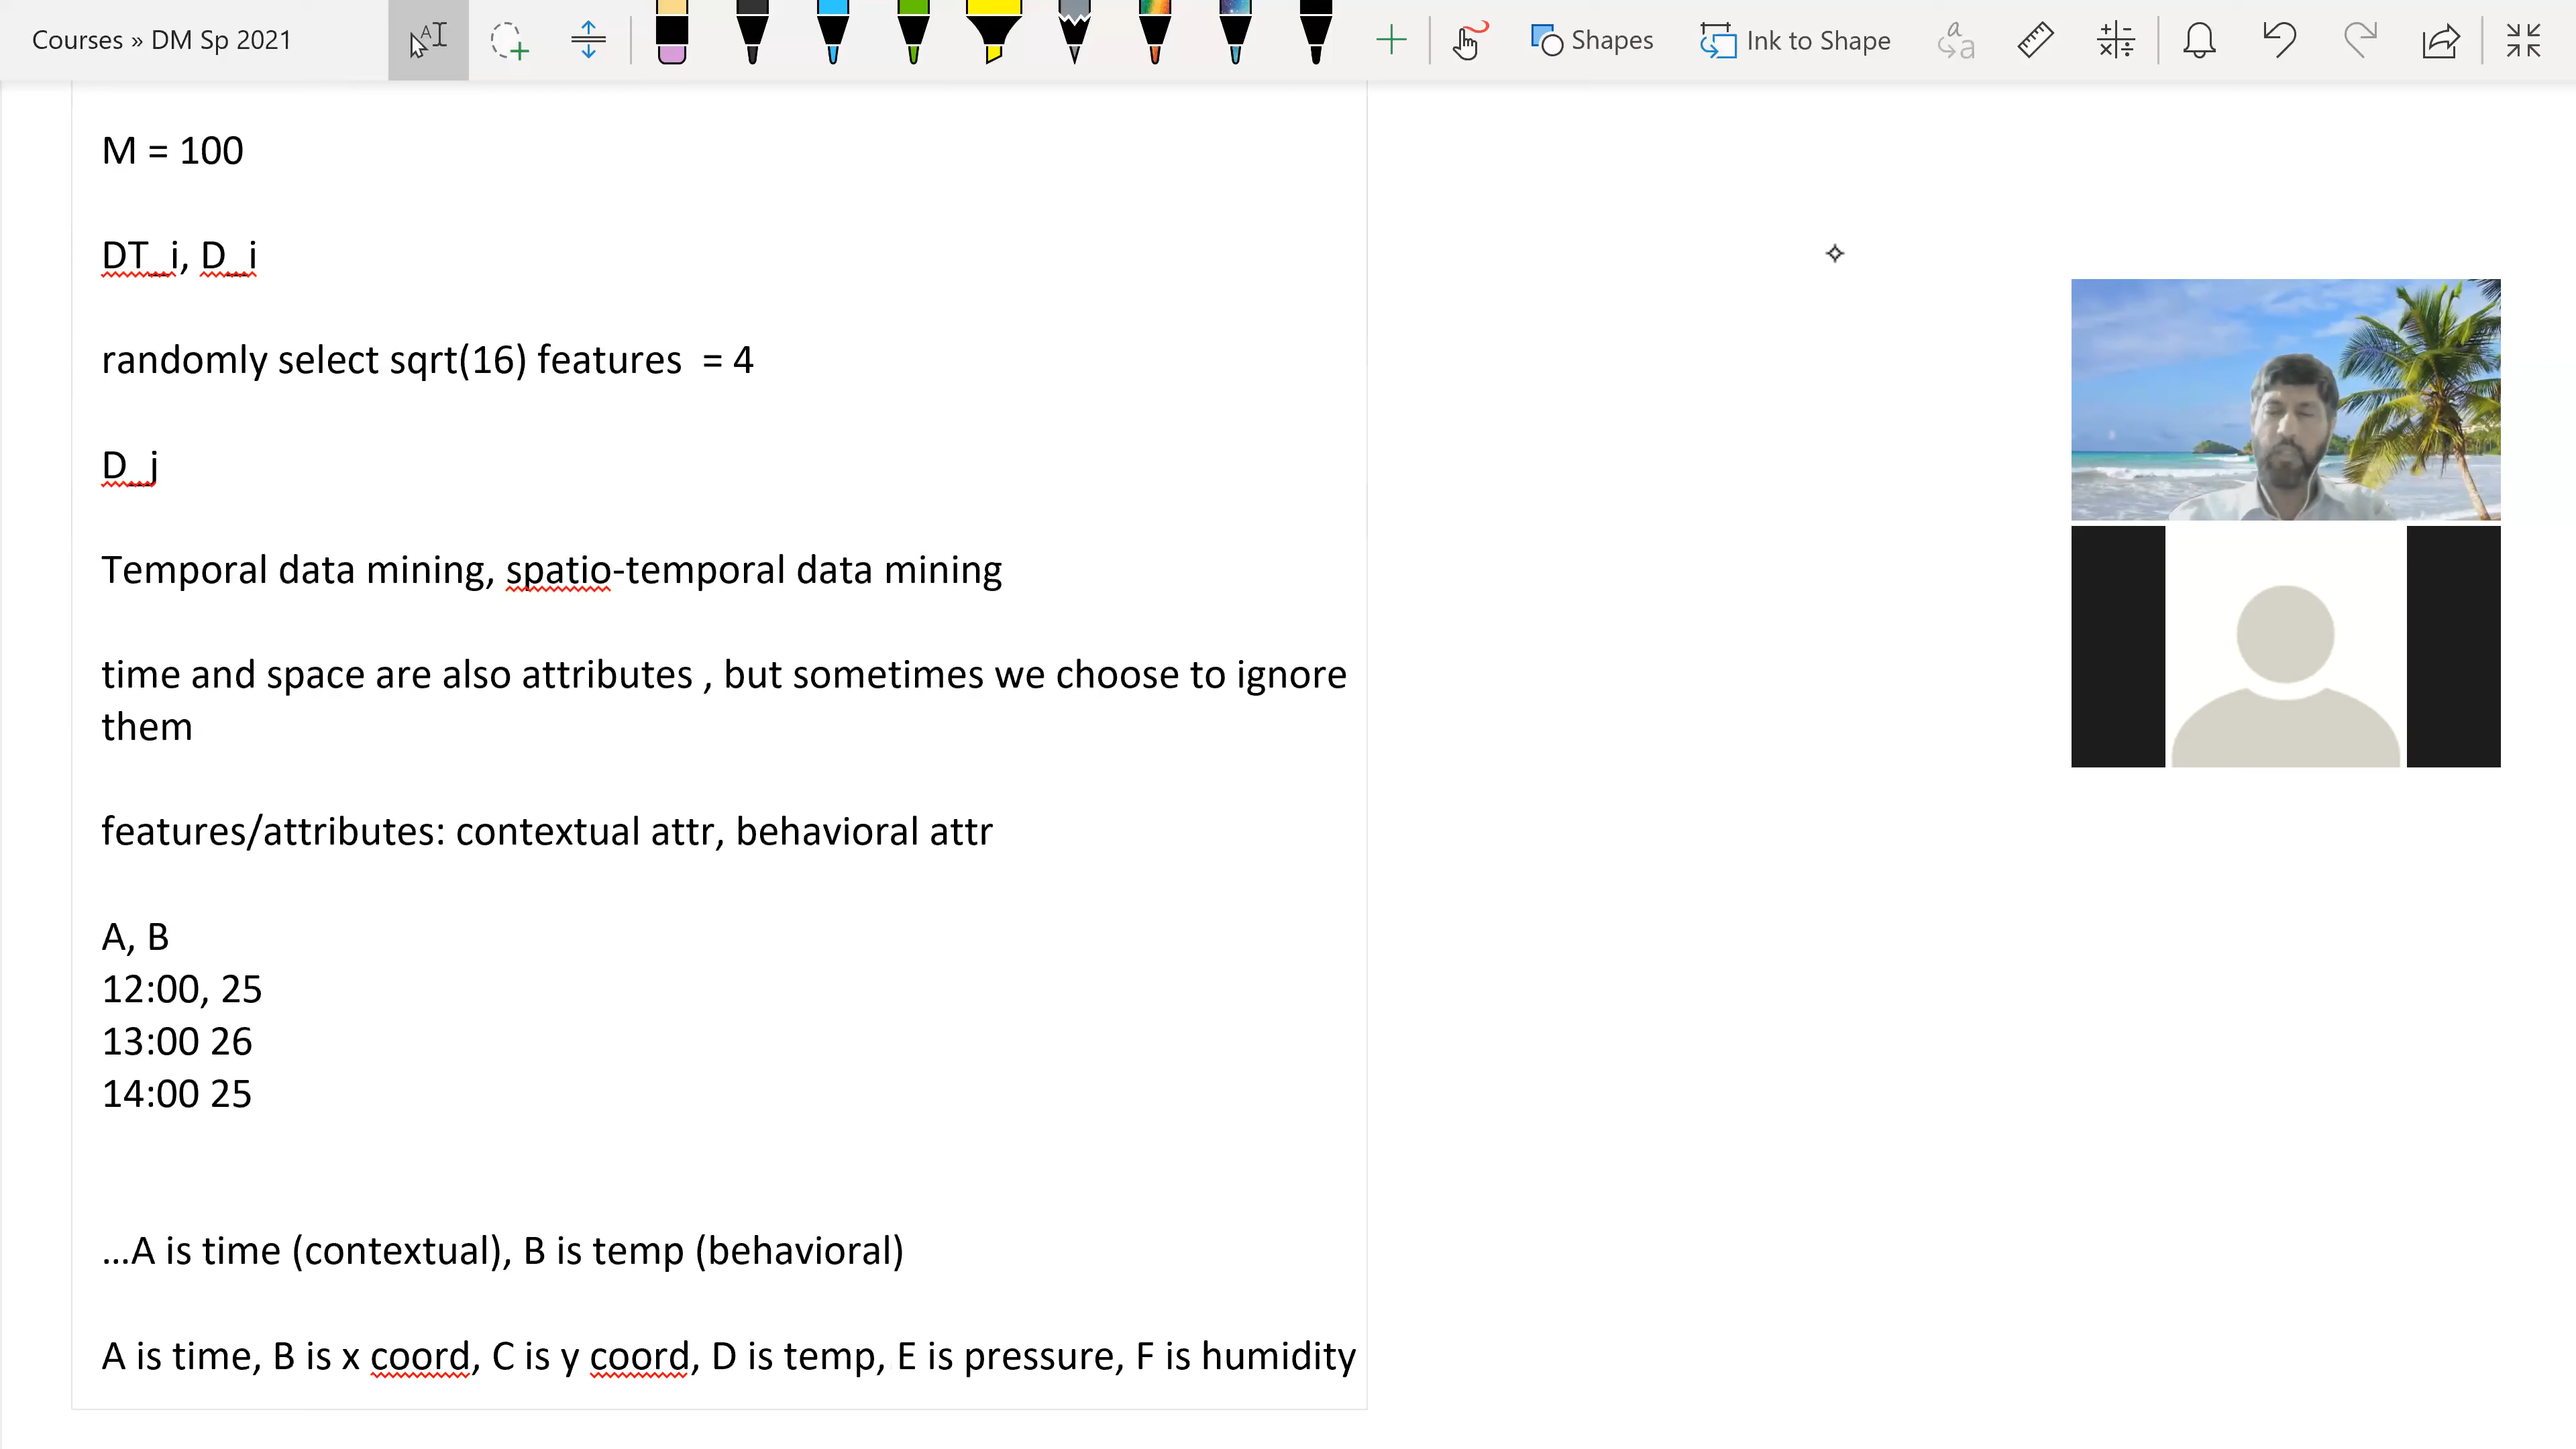 Courses » DM Sp 2021
Shapes
Ink to Shape
M = 100
DT_i, D_i
randomly select sqrt(16) features  = 4
D_j
Temporal data mining, spatio-temporal data mining
time and space are also attributes , but sometimes we choose to ignore
them
features/attributes: contextual attr, behavioral attr
A, B
12:00, 25
13:00 26
14:00 25
...A is time (contextual), B is temp (behavioral)
A is time, B is x coord, C is y coord, D is temp, E is pressure, F is humidity